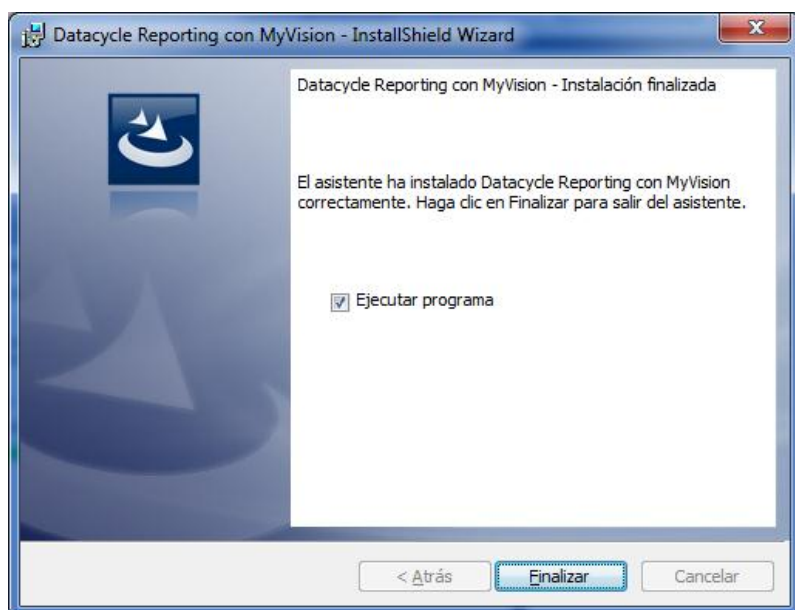 Datacycle Reporting con MyVision - InstallShield Wizard
Datacycle Reporting con MyVision - Instalación finalizada
El asistente ha instalado Datacycle Reporting con MyVision
correctamente. Haga clic en Finalizar para salir del asistente.
Ejecutar programa
< Atrás
Finalizar
Cancelar